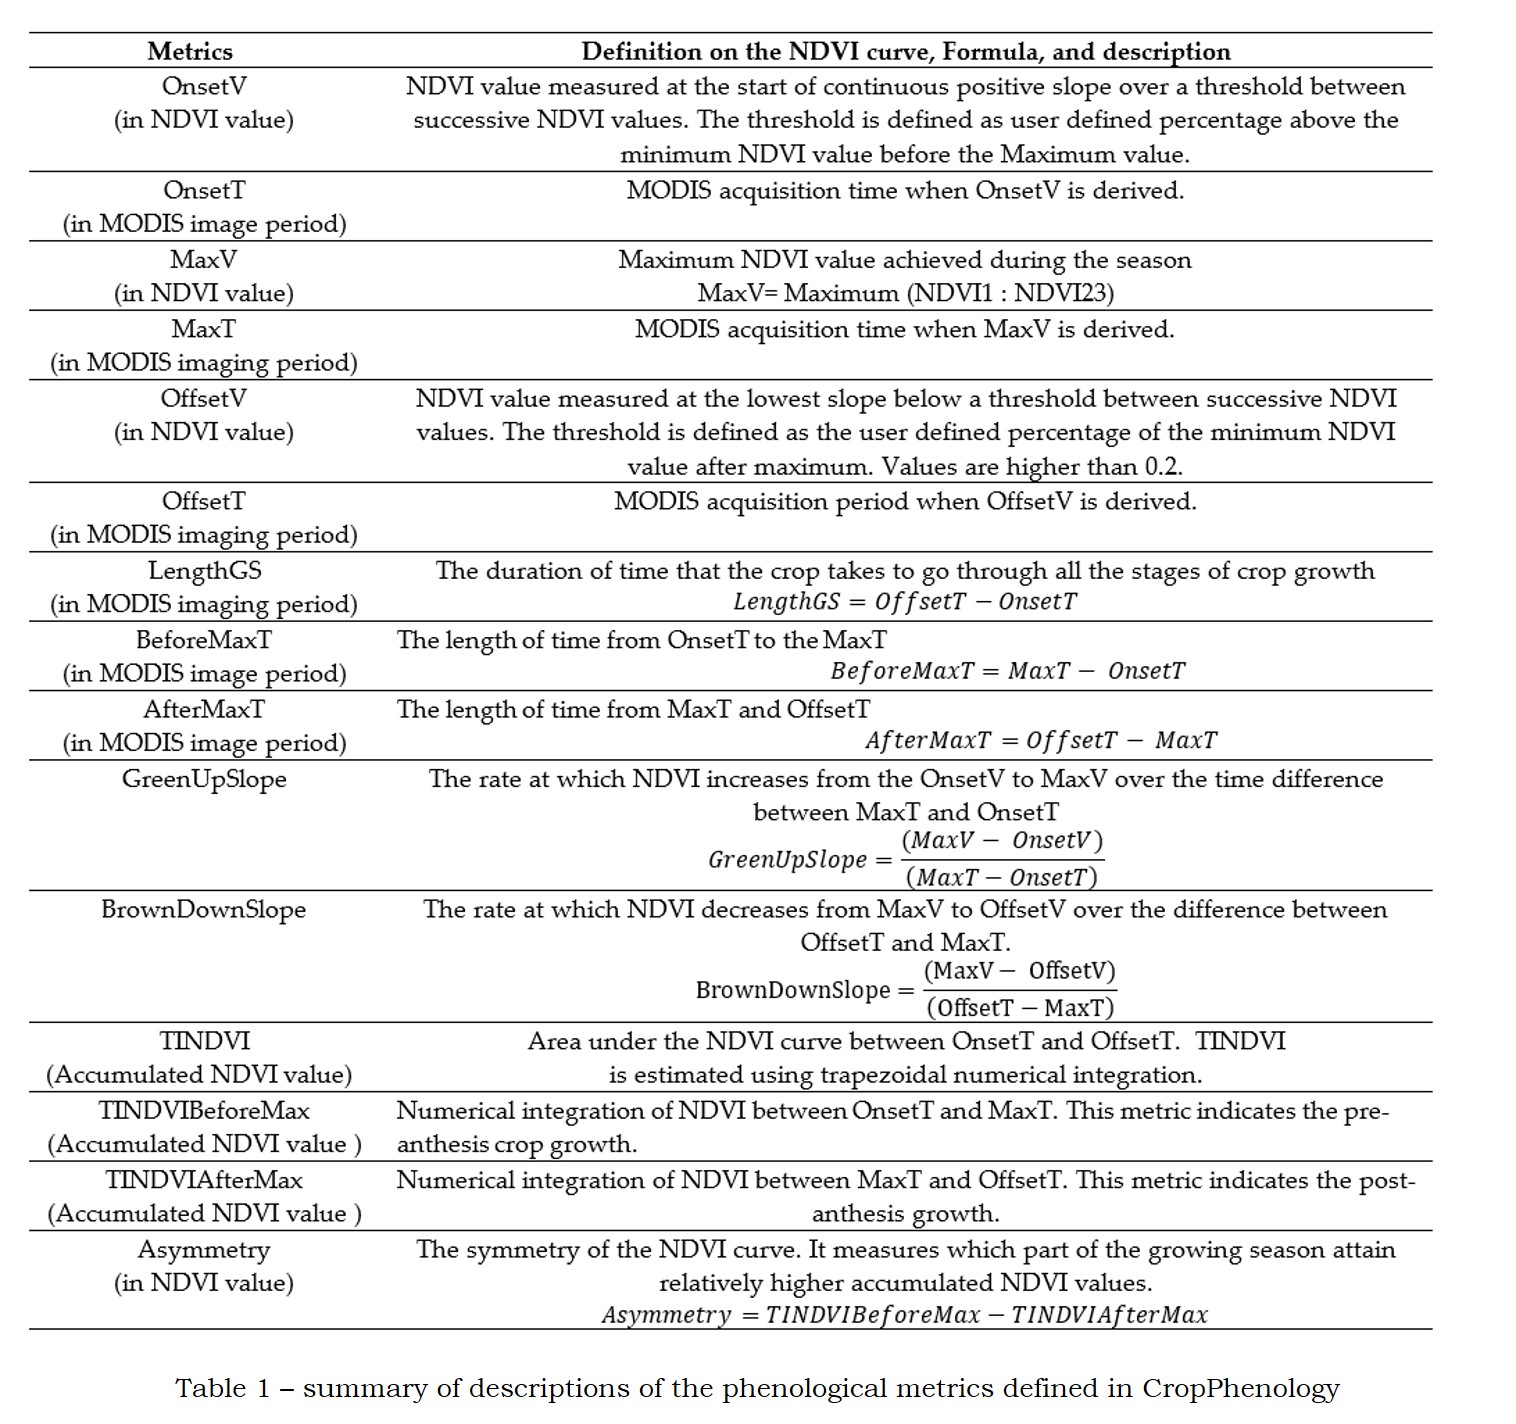 Metrics Definition on the NDVI curve, Formula, and description
OnsetV
(in NDVI value)
NDVI value measured at the start of continuous positive slope over a threshold between
successive NDVI values. The threshold is defined as user defined percentage above the
minimum NDVI value before the Maximum value.
OnsetT
(in MODIS image period)
MODIS acquisition time when OnsetV is derived.
MaxV
(in NDVI value)
Maximum NDVI value achieved during the season
MaxV= Maximum (NDVI1 : NDVI23)
MaxT
(in MODIS imaging period)
MODIS acquisition time when MaxV is derived.
OffsetV
(in NDVI value)
NDVI value measured at the lowest slope below a threshold between successive NDVI
values. The threshold is defined as the user defined percentage of the minimum NDVI
value after maximum. Values are higher than 0.2.
OffsetT
(in MODIS imaging period)
MODIS acquisition period when OffsetV is derived.
LengthGS
(in MODIS imaging period)
The duration of time that the crop takes to go through all the stages of crop growth
LengthGS = OffsetT − OnsetT
BeforeMaxT
(in MODIS image period)
The length of time from OnsetT to the MaxT
BeforeMaxT = MaxT − OnsetT
AfterMaxT
(in MODIS image period)
The length of time from MaxT and OffsetT
AfterMaxT = OffsetT − MaxT
GreenUpSlope
The rate at which NDVI increases from the OnsetV to MaxV over the time difference
between MaxT and OnsetT
GreenUpSlope = (MaxV − OnsetV)
(MaxT − OnsetT)
BrownDownSlope
The rate at which NDVI decreases from MaxV to OffsetV over the difference between
OffsetT and MaxT.
BrownDownSlope = (MaxV − OffsetV)
(OffsetT − MaxT)
TINDVI
(Accumulated NDVI value)
Area under the NDVI curve between OnsetT and OffsetT. TINDVI
is estimated using trapezoidal numerical integration.
TINDVIBeforeMax
(Accumulated NDVI value )
Numerical integration of NDVI between OnsetT and MaxT. This metric indicates the pre-
anthesis crop growth.
TINDVIAfterMax
(Accumulated NDVI value )
Numerical integration of NDVI between MaxT and OffsetT. This metric indicates the post-
anthesis growth.
Asymmetry
(in NDVI value)
The symmetry of the NDVI curve. It measures which part of the growing season attain
relatively higher accumulated NDVI values.
Asymmetry = TINDVIBeforeMax − TINDVIAfterMax
Table 1 – summary of descriptions of the phenological metrics defined in CropPhenology